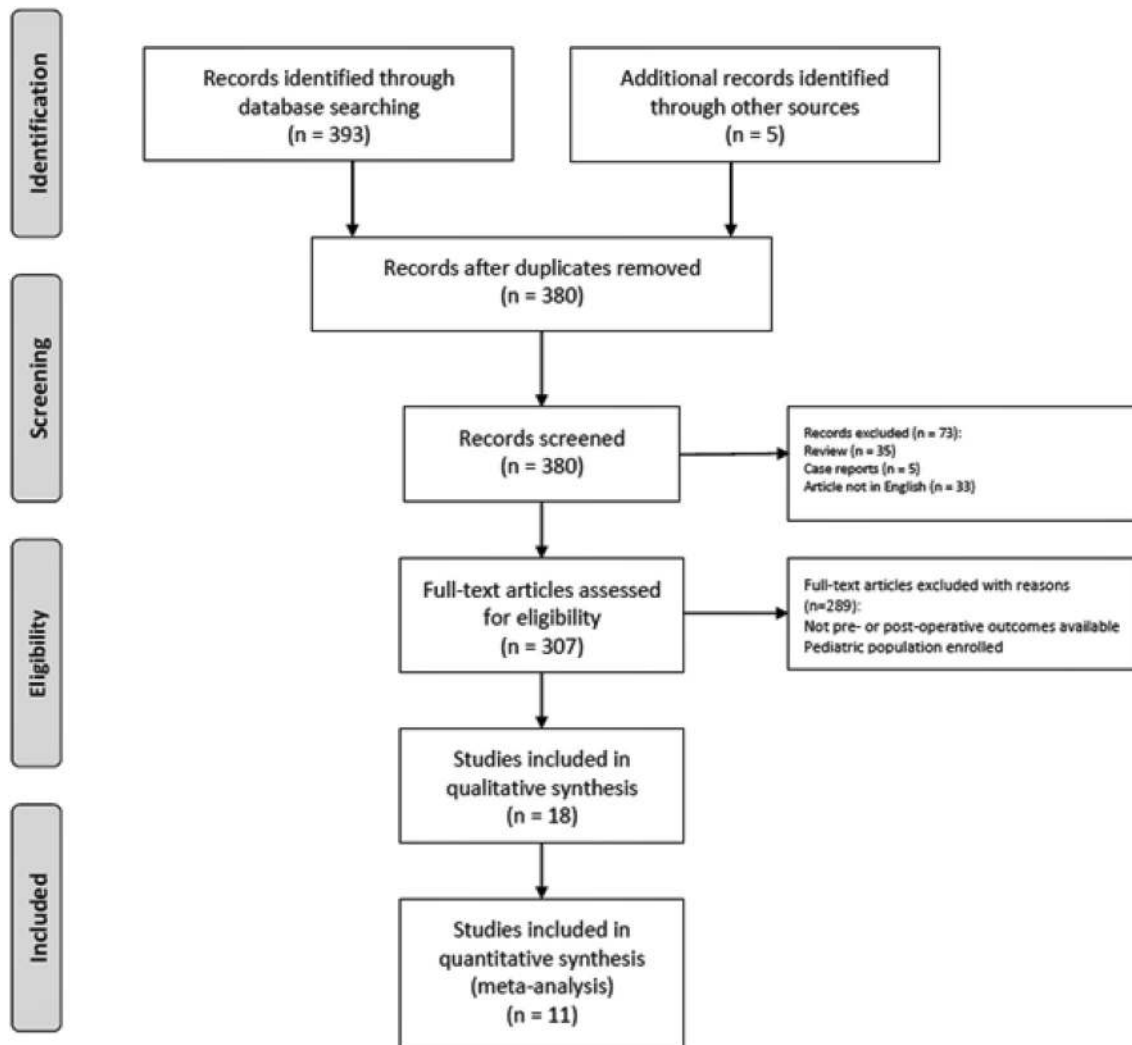 Identification
Records identified through
database searching
(n = 393)
Additional records identified
through other sources
(n = 5)
Records after duplicates removed
(n = 380)
Screening
Records screened
(n = 380)
Records excluded (n = 73):
Review (n = 35)
Case reports (n = 5)
Article not in English (n = 33)
Eligibility
Full-text articles assessed
for eligibility
(n = 307)
Full-text articles excluded with reasons
(n=289):
Not pre- or post-operative outcomes available
Pediatric population enrolled
Studies included in
qualitative synthesis
(n = 18)
Included
Studies included in
quantitative synthesis
(meta-analysis)
(n = 11)